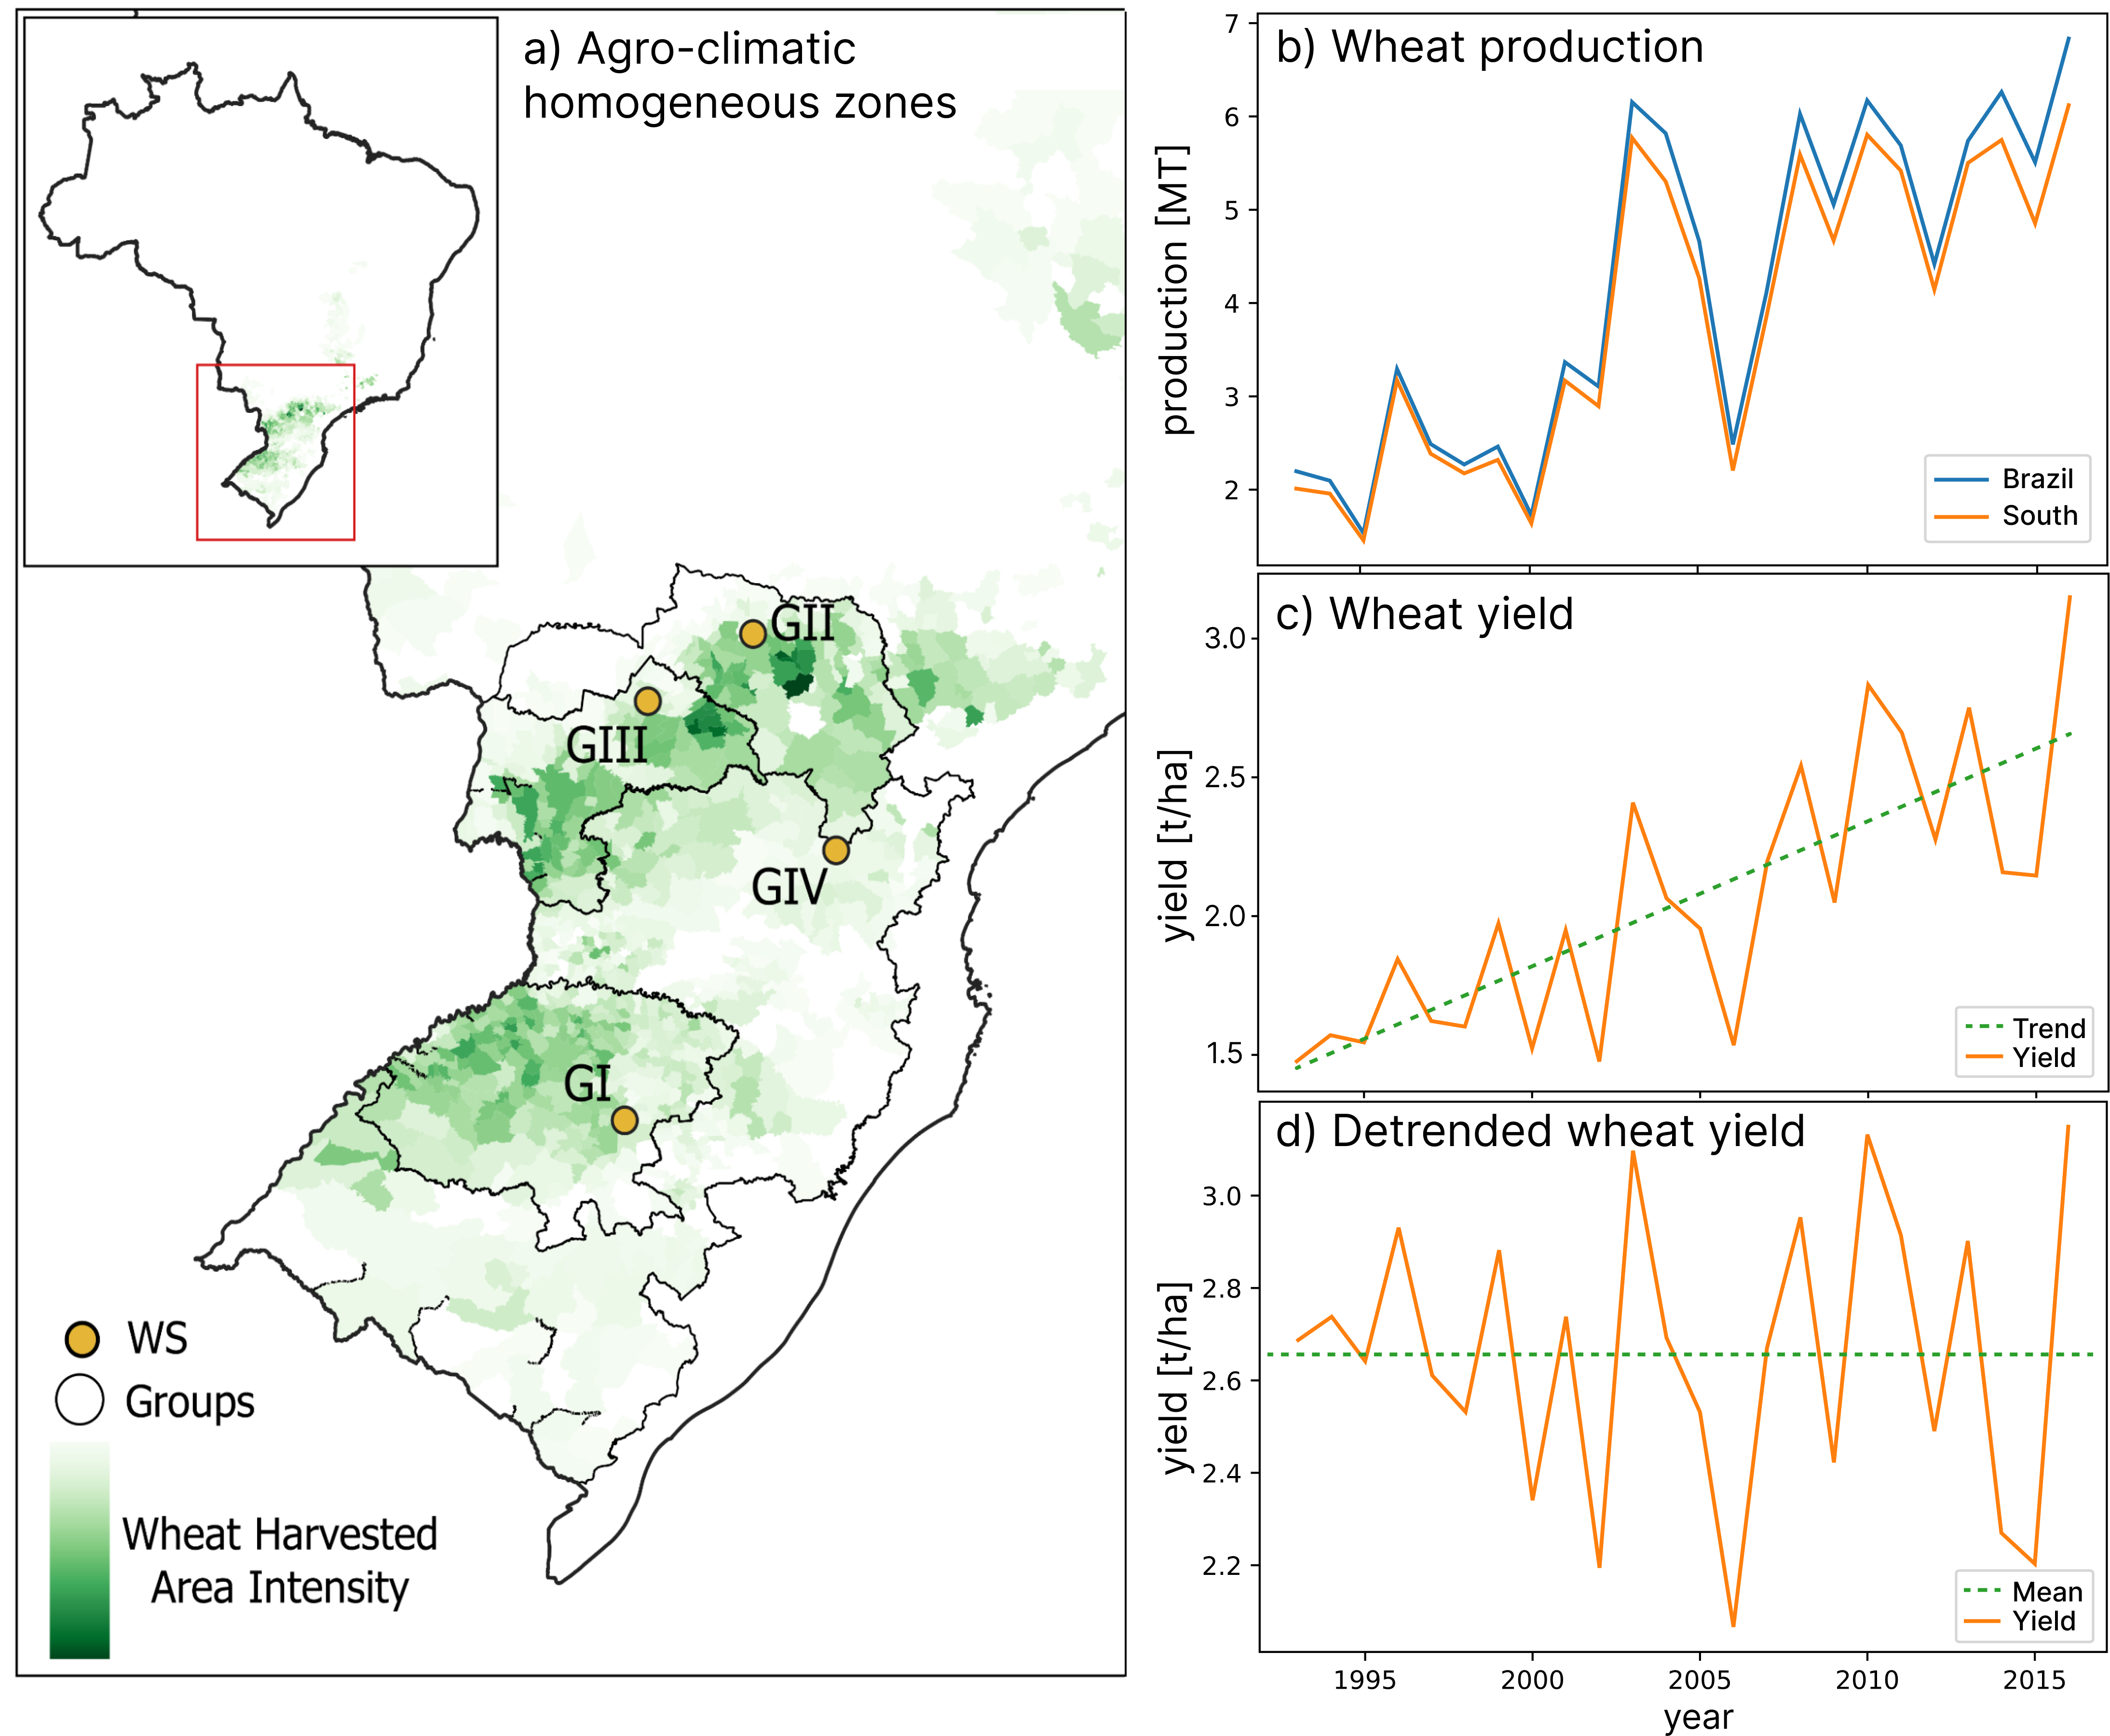 a) Agro-climatic
homogeneous zones
GII
GIII
GIV
GI
WS
Groups
Wheat Harvested
Area Intensity
b) Wheat production
production [MT]
7
6
5
4
3
2
Brazil
South
c) Wheat yield
yield [t/ha]
3.0
2.5
2.0
1.5
Trend
Yield
d) Detrended wheat yield
yield [t/ha]
3.0
2.8
2.6
2.4
2.2
Mean
Yield
1995 2000 2005 2010 2015
year